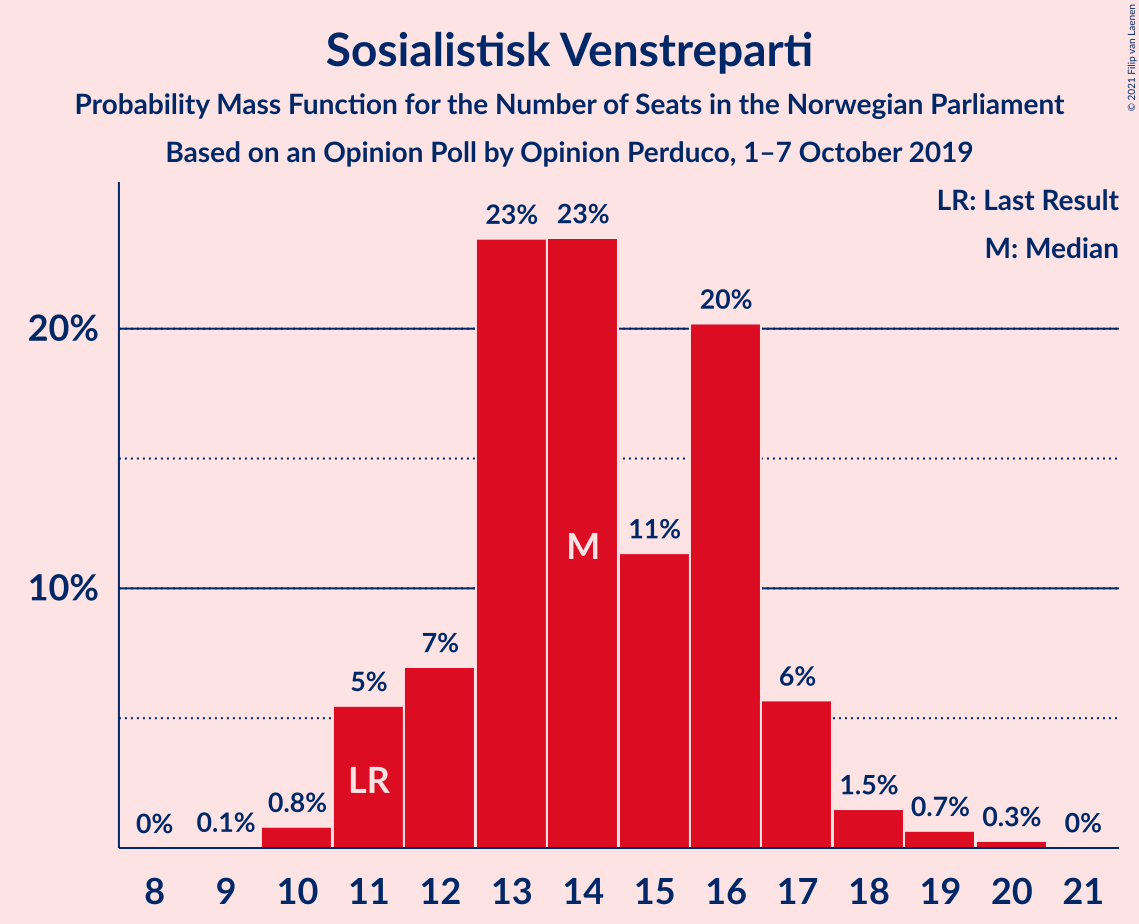 Sosialistisk Venstreparti
Probability Mass Function for the Number of Seats in the Norwegian Parliament
Based on an Opinion Poll by Opinion Perduco, 1–7 October 2019
© 2021 Filip van Laenen
LR: Last Result
M: Median
20%
10%
0%
0.1%
0.8%
5%
7%
23%
23%
11%
20%
6%
1.5%
0.7%
0.3%
0%
LR
M
8 9 10 11 12 13 14 15 16 17 18 19 20 21